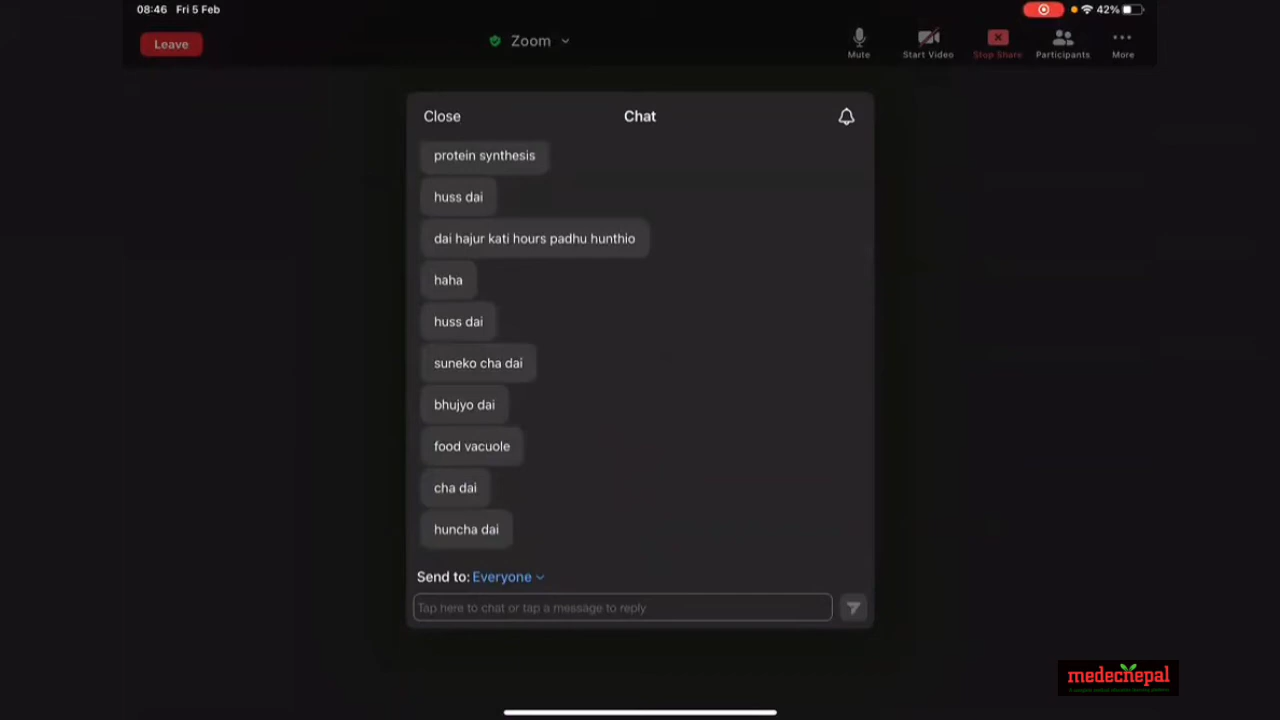 08:46 Fri 5 Feb
42%
Leave
Zoom
Mute
Start Video
Stop Share
Participants
More
Close
Chat
protein synthesis
huss dai
dai hajur kati hours padhu hunthio
haha
huss dai
suneko cha dai
bhujyo dai
food vacuole
cha dai
huncha dai
Send to: Everyone
Tap here to chat or tap a message to reply
medecnepal